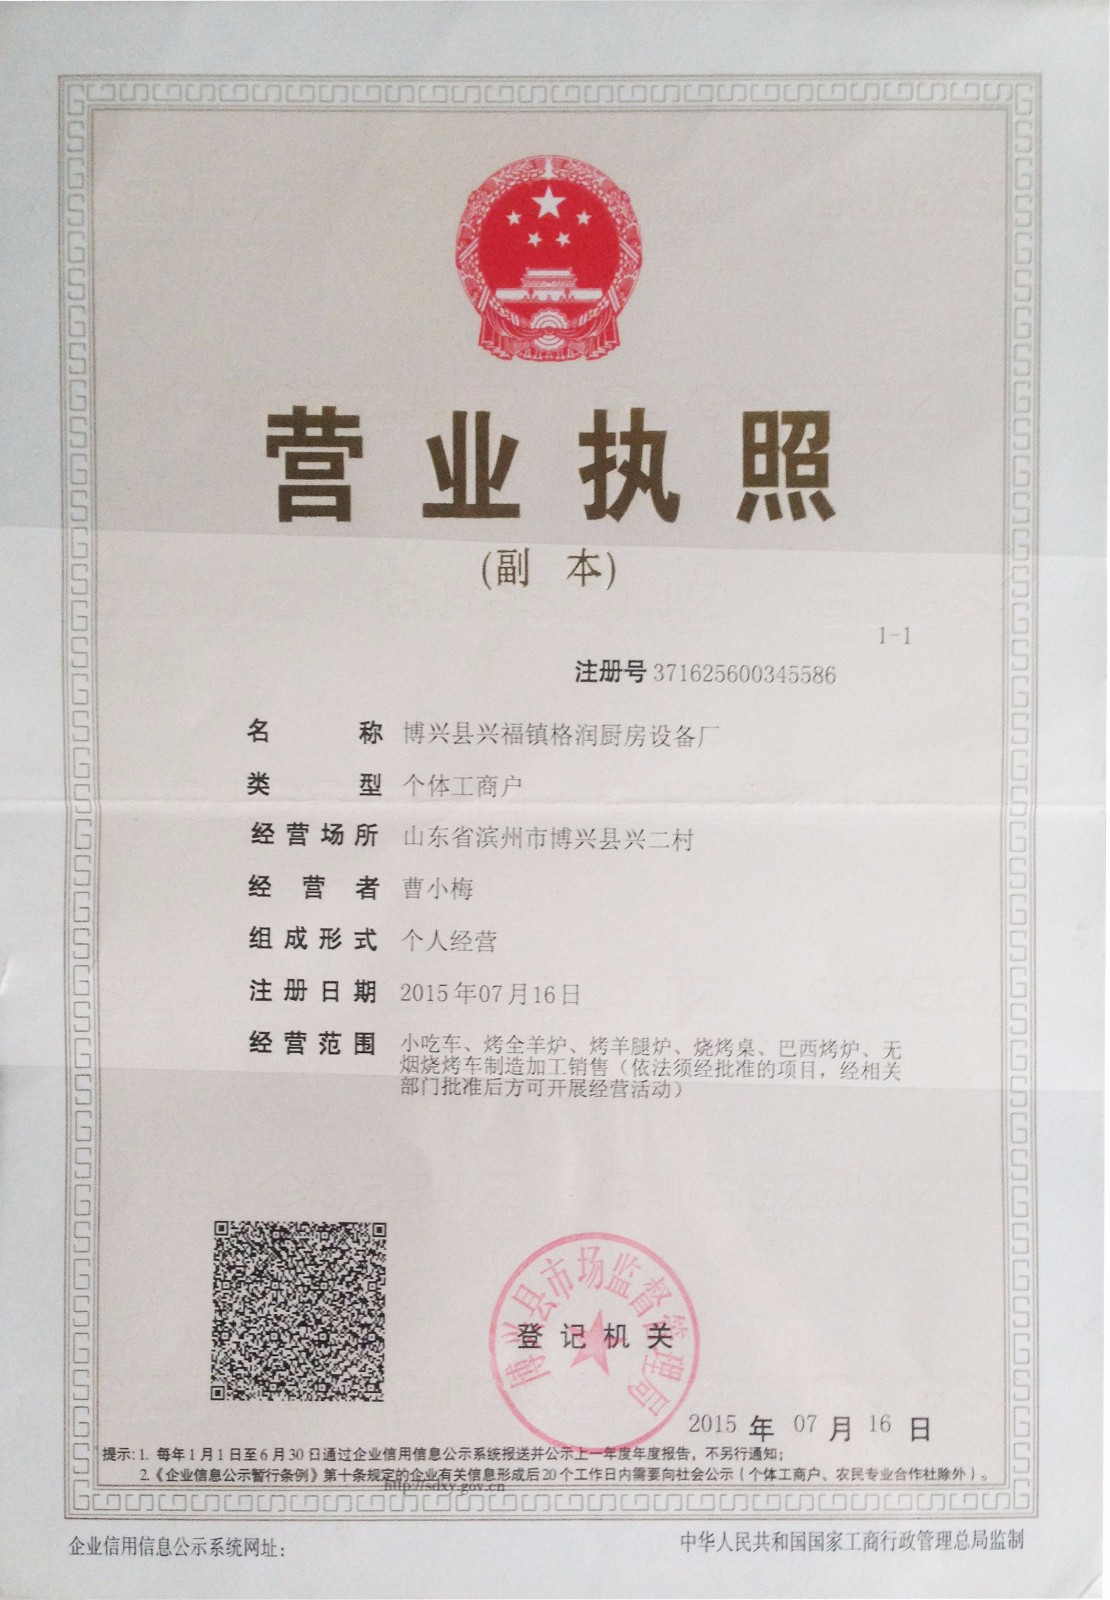 营业执照
(副 本)
1-1
注册号 371625600345586
名 称 博兴县兴福镇格润厨房设备厂
类 型 个体工商户
经营场所 山东省滨州市博兴县兴二村
经 营 者 曹小梅
组成形式 个人经营
注册日期 2015年07月16日
经营范围 小吃车、烤全羊炉、烤羊腿炉、烧烤桌、巴西烤炉、无
烟烧烤车制造加工销售（依法须经批准的项目，经相关
部门批准后方可开展经营活动）
博兴县市场监督管理局
登记机关
2015 年 07 月 16 日
提示: 1. 每年1月1日至6月30日通过企业信用信息公示系统报送并公示上一年度年度报告，不另行通知；
2.《企业信息公示暂行条例》第十条规定的企业有关信息形成后20个工作日内需要向社会公示（个体工商户、农民专业合作社除外）。
http://sdxy.gov.cn
企业信用信息公示系统网址:
中华人民共和国国家工商行政管理总局监制